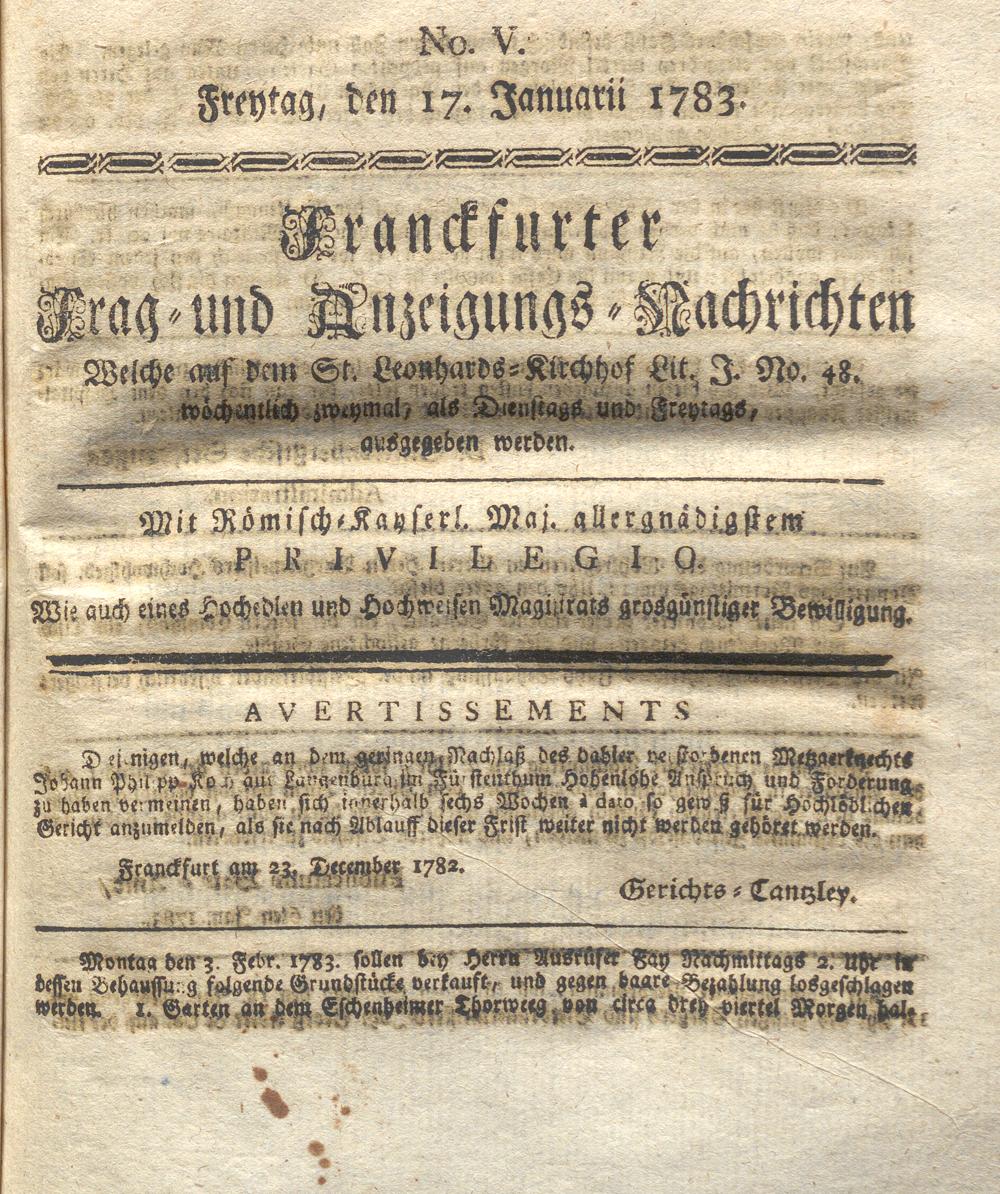 No. V.
Freytag, den 17. Januarii 1783.
Franckfurter
Frag-und Anzeigungs-Nachrichten
Welche auf dem St. Leonhards-Kirchhof Lit. J. No. 48.
wöchentlich zweymal, als Dienstags und Freytags,
ausgegeben werden.
Mit Römisch-Kayserl. Maj. allergnädigstem
PRIVILEGIO
Wie auch eines Hochedlen und Hochweisen Magistrats grosgünstiger Bewilligung.
AVERTISSEMENTS
Diejenigen, welche an dem geringen Nachlaß des dahier verstorbenen Metzgerknechts
Johann Philipp Koch aus Langenburg im Fürstenthum Hohenlohe Anspruch und Forderung
zu haben vermeinen, haben sich innerhalb sechs Wochen à dato so gewiß für Hochlöblichen
Gericht anzumelden, als sie nach Ablauff dieser Frist weiter nicht werden gehöret werden.
Franckfurt am 23. December 1782.
Gerichts-Cantzley.
Montag den 3. Febr. 1783. sollen bey Herrn Ausrüfer Fay Nachmittags 2. Uhr in
dessen Behaussung folgende Grundstücke verkauft, und gegen baare Bezahlung losgeschlagen
werden. 1. Garten an dem Eschenheimer Thorweeg von circa drey viertel Morgen hal-